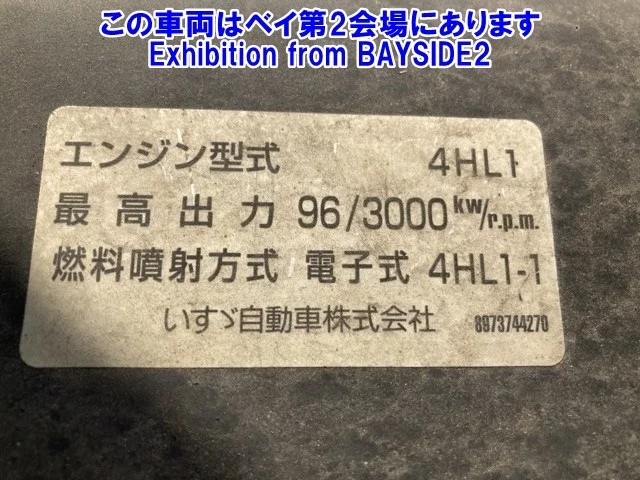 この車両はベイ第2会場にあります
Exhibition from BAYSIDE2
エンジン型式 4HL1
最高出力 96/3000 kw/r.p.m.
燃料噴射方式 電子式 4HL1-1
いすゞ自動車株式会社 8973744270